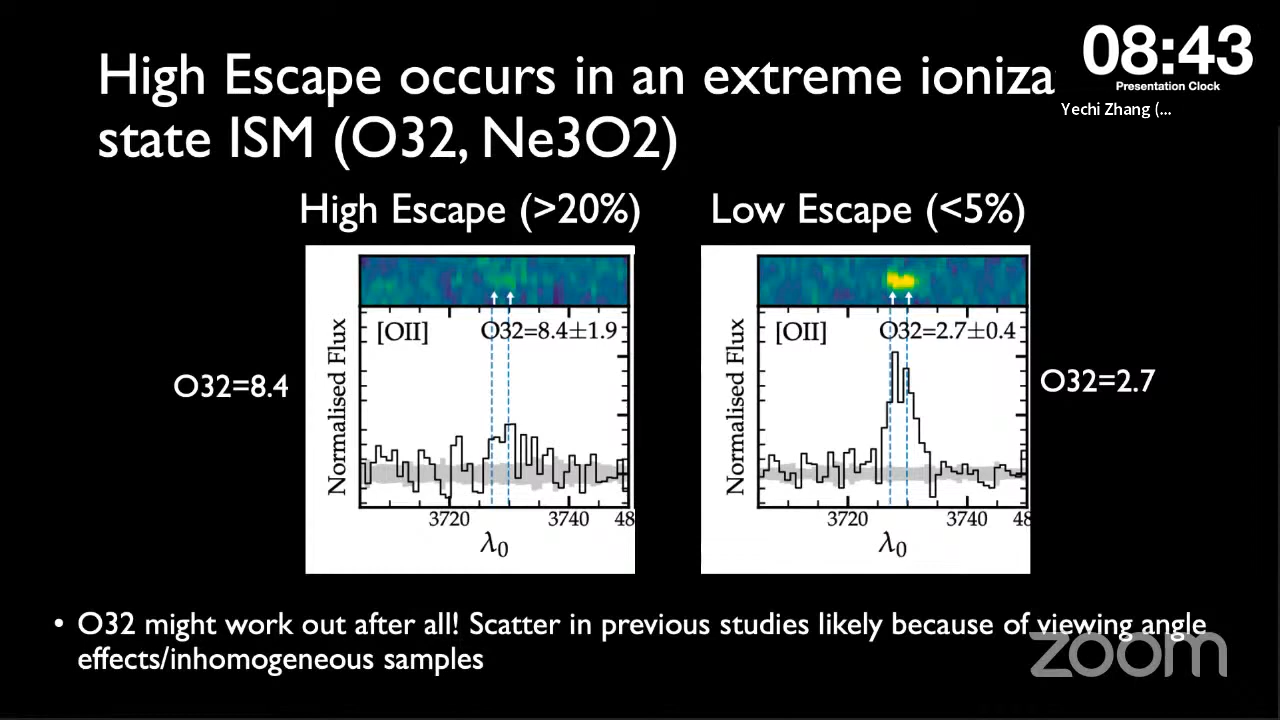 High Escape occurs in an extreme ioniza
state ISM (O32, Ne3O2)
08:43
Presentation Clock
Yechi Zhang (...
High Escape (>20%)
Low Escape (<5%)
[OII]
O32=8.4±1.9
[OII]
O32=2.7±0.4
Normalised Flux
Normalised Flux
O32=8.4
O32=2.7
3720
3740
48
3720
3740
48
λ0
λ0
• O32 might work out after all! Scatter in previous studies likely because of viewing angle
effects/inhomogeneous samples
zoom